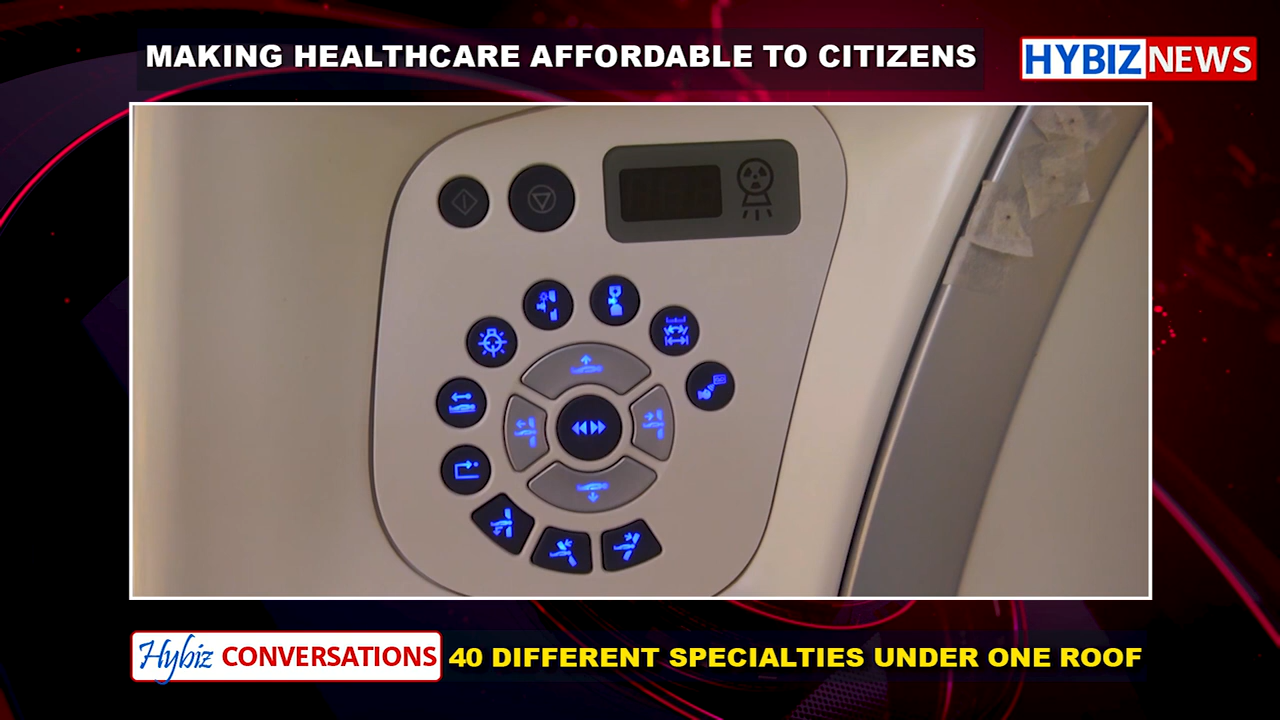 MAKING HEALTHCARE AFFORDABLE TO CITIZENS
HYBIZ NEWS
Hybiz CONVERSATIONS
40 DIFFERENT SPECIALTIES UNDER ONE ROOF